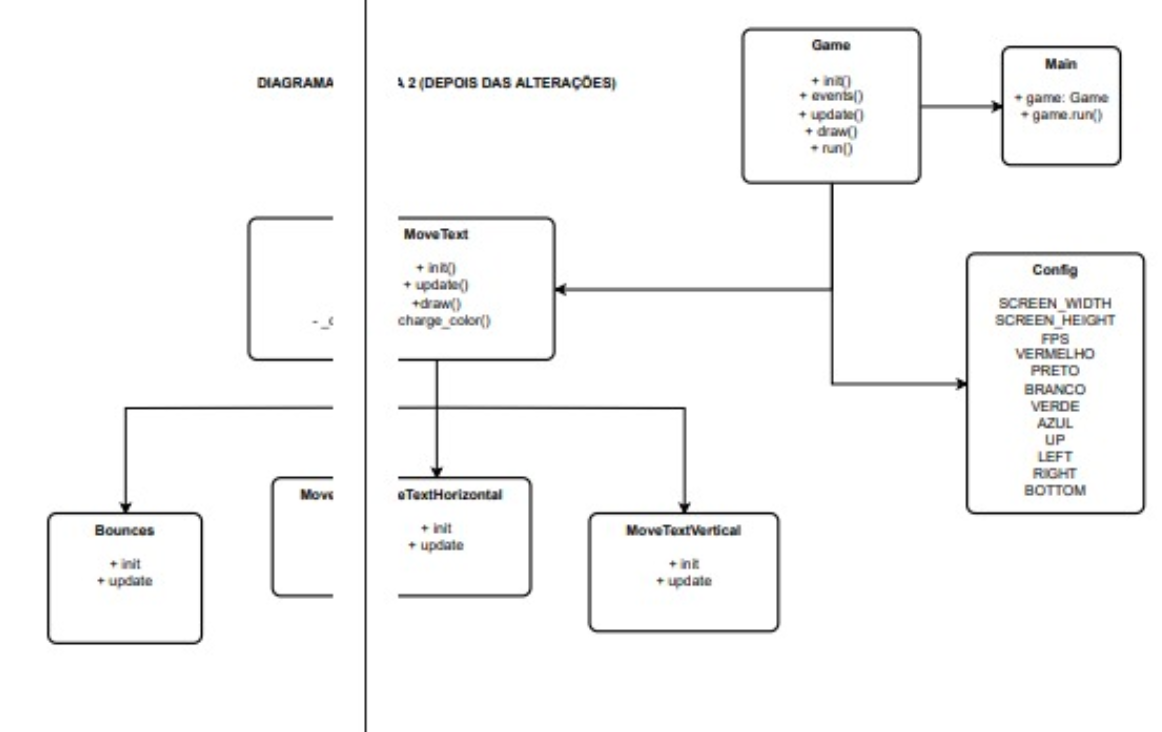 DIAGRAMA
A 2 (DEPOIS DAS ALTERAÇÕES)
Game
+ init()
+ events()
+ update()
+ draw()
+ run()
Main
+ game: Game
+ game.run()
MoveText
+ init()
+ update()
+draw()
- _c
charge_color()
Config
SCREEN_WIDTH
SCREEN_HEIGHT
FPS
VERMELHO
PRETO
BRANCO
VERDE
AZUL
UP
LEFT
RIGHT
BOTTOM
Bounces
+ init
+ update
Move
eTextHorizontal
+ init
+ update
MoveTextVertical
+ init
+ update